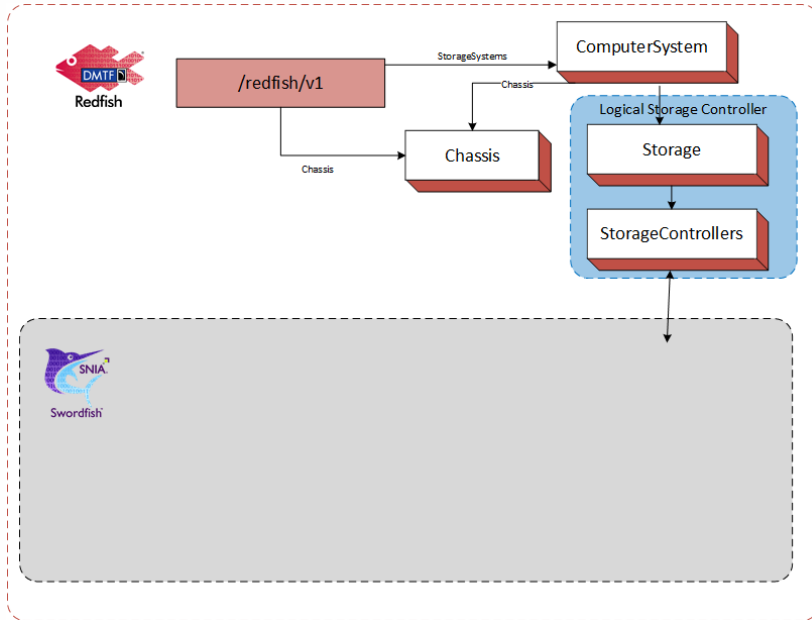 ComputerSystem
StorageSystems
DMTF
/redfish/v1
Chassis
Redfish
Logical Storage Controller
Chassis
Storage
Chassis
StorageControllers
SNIA
Swordfish